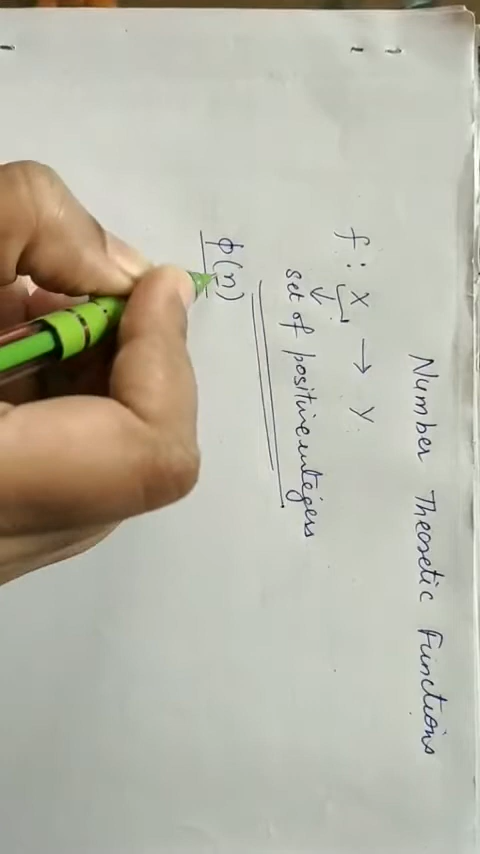 Number Theoretic Functions
f : X → Y.
↓
set of positive integers
φ(n)